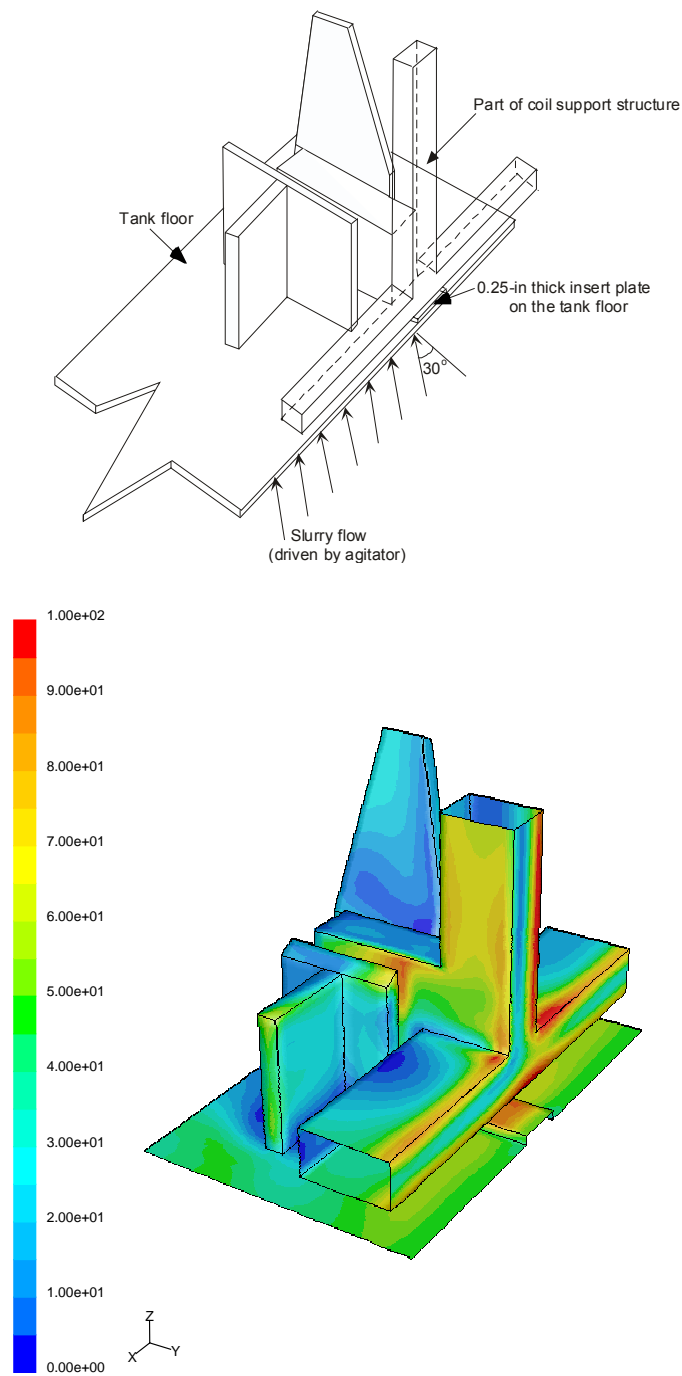 Part of coil support structure
Tank floor
0.25-in thick insert plate
on the tank floor
30°
Slurry flow
(driven by agitator)
1.00e+02
9.00e+01
8.00e+01
7.00e+01
6.00e+01
5.00e+01
4.00e+01
3.00e+01
2.00e+01
1.00e+01
0.00e+00
Z
X
Y